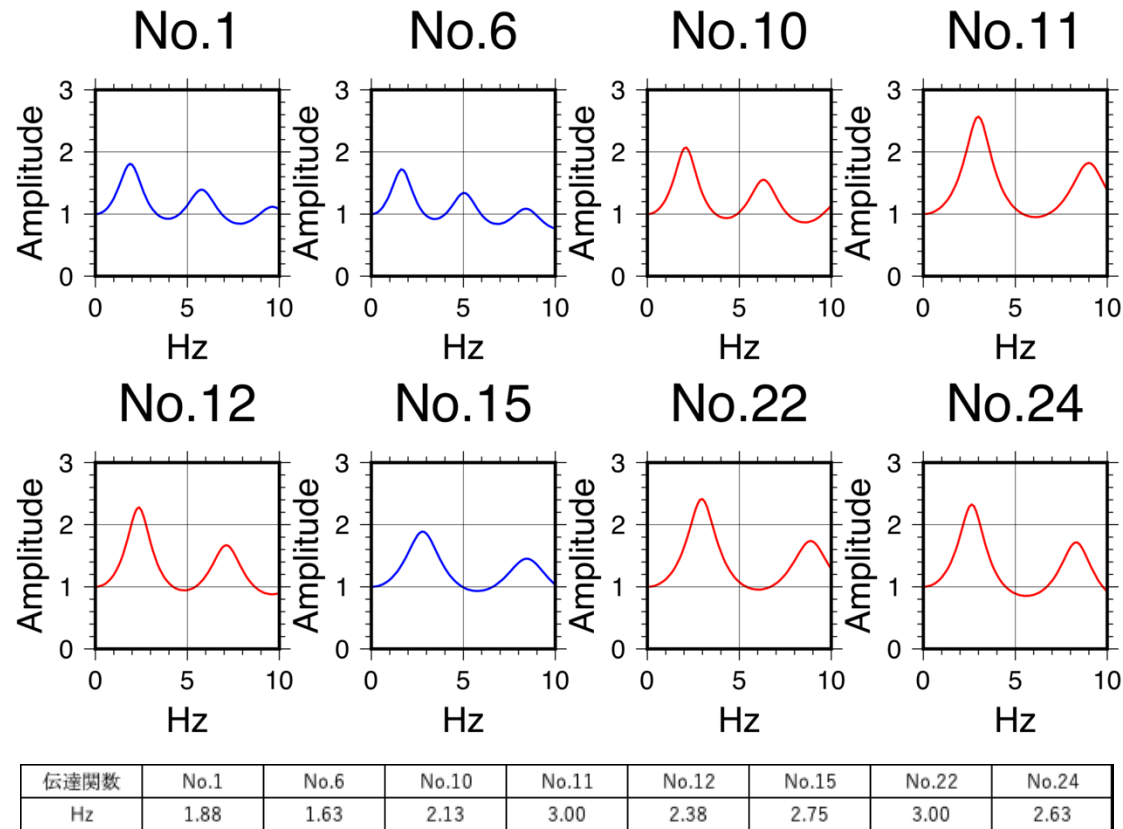 No.1 No.6 No.10 No.11
Amplitude Amplitude Amplitude Amplitude
3 3 3 3
2 2 2 2
1 1 1 1
0 0 0 0
0 5 10 0 5 10 0 5 10 0 5 10
Hz Hz Hz Hz
No.12 No.15 No.22 No.24
Amplitude Amplitude Amplitude Amplitude
3 3 3 3
2 2 2 2
1 1 1 1
0 0 0 0
0 5 10 0 5 10 0 5 10 0 5 10
Hz Hz Hz Hz
伝達関数 No.1 No.6 No.10 No.11 No.12 No.15 No.22 No.24
Hz 1.88 1.63 2.13 3.00 2.38 2.75 3.00 2.63